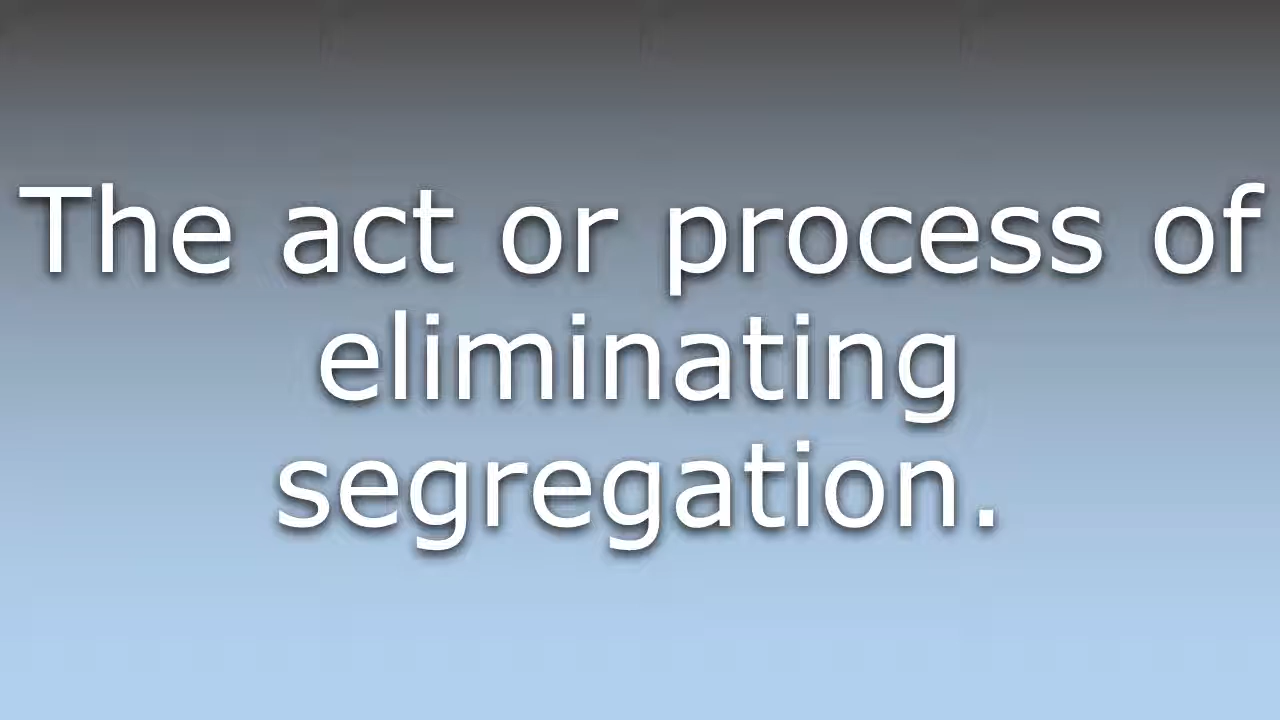 The act or process of
eliminating
segregation.